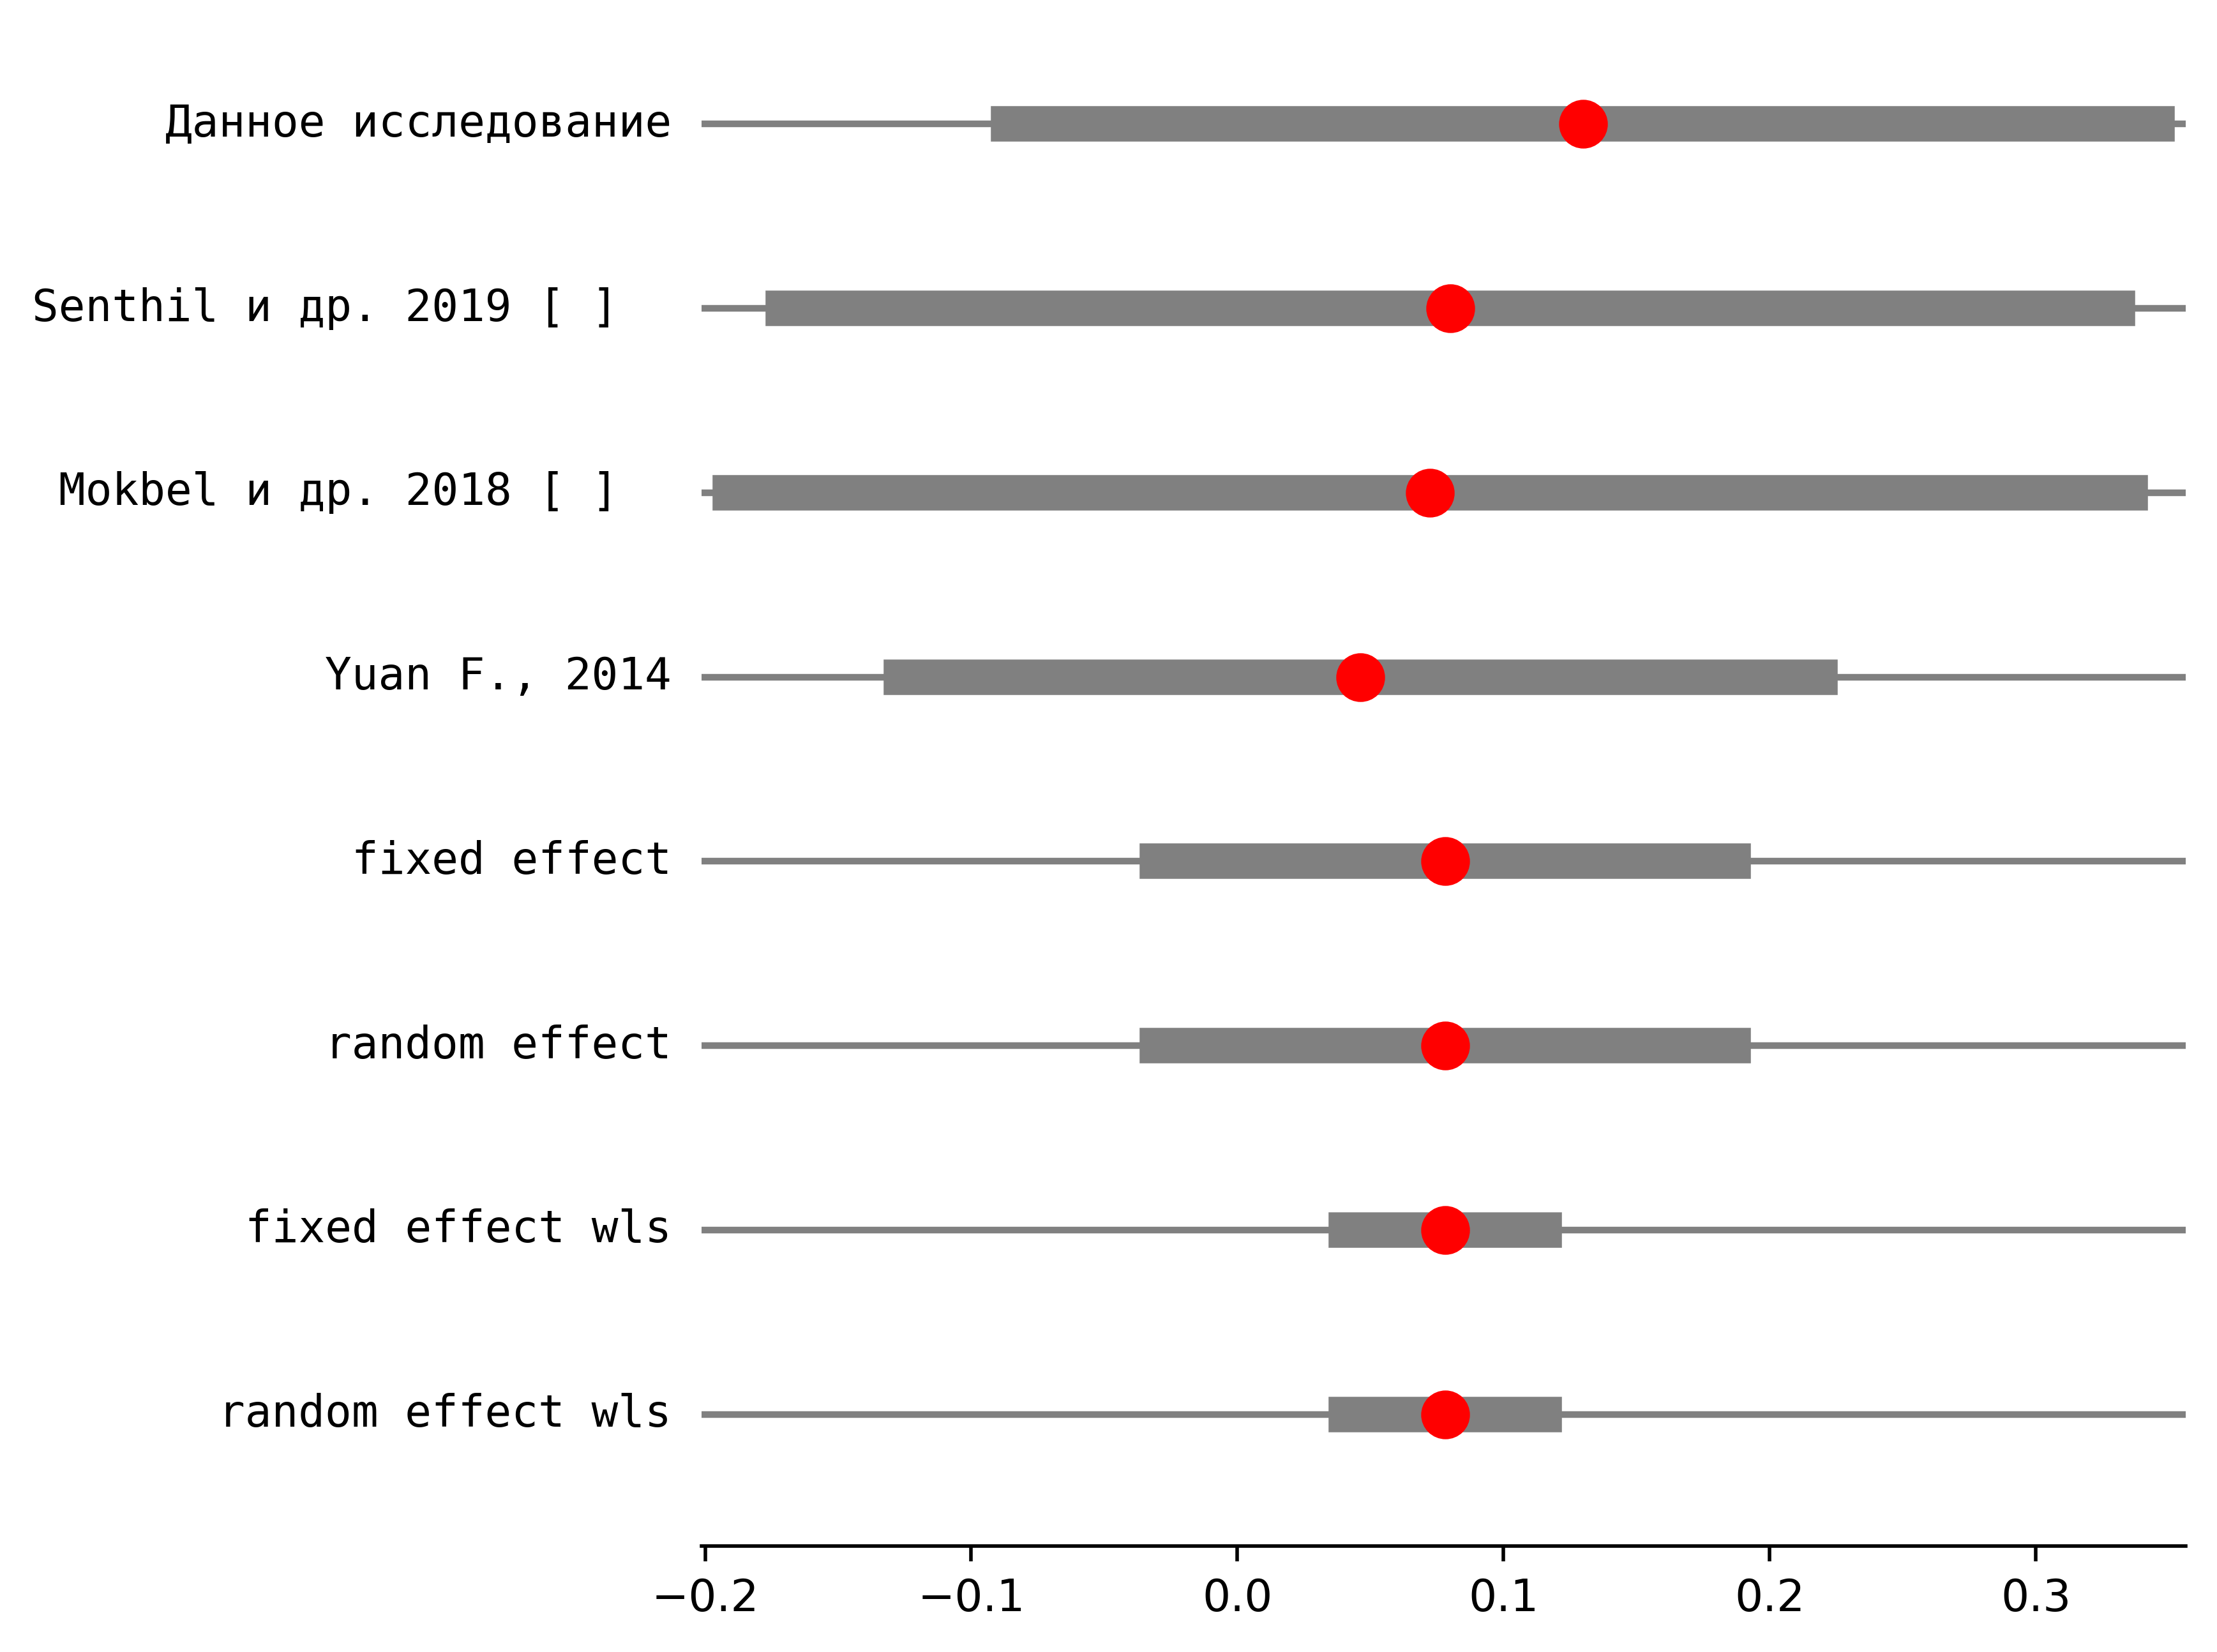 Данное исследование
Senthil и др. 2019 [ ]
Mokbel и др. 2018 [ ]
Yuan F., 2014
fixed effect
random effect
fixed effect wls
random effect wls
−0.2 −0.1 0.0 0.1 0.2 0.3